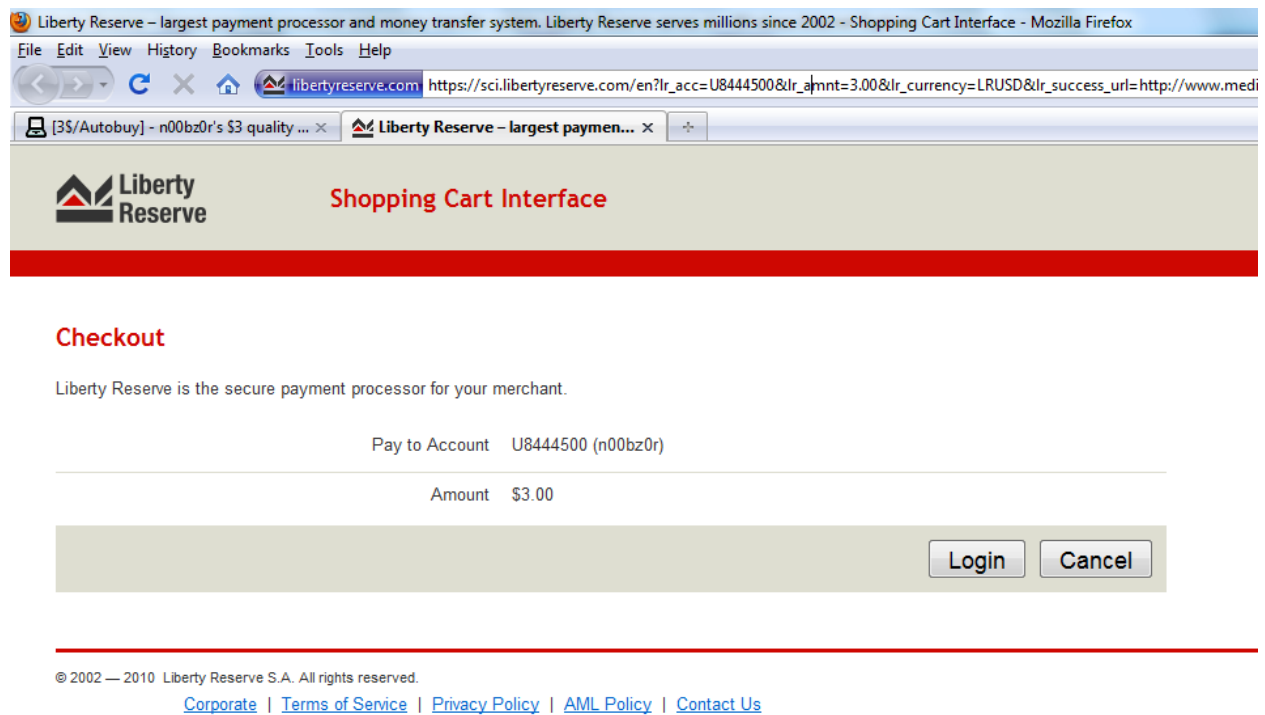 Liberty Reserve – largest payment processor and money transfer system. Liberty Reserve serves millions since 2002 - Shopping Cart Interface - Mozilla Firefox
File Edit View History Bookmarks Tools Help
libertyreserve.com https://sci.libertyreserve.com/en?lr_acc=U8444500&lr_amnt=3.00&lr_currency=LRUSD&lr_success_url=http://www.medi
[3$/Autobuy] - n00bz0r's $3 quality ... Liberty Reserve – largest paymen...
Liberty
Reserve
Shopping Cart Interface
Checkout
Liberty Reserve is the secure payment processor for your merchant.
Pay to Account U8444500 (n00bz0r)
Amount $3.00
Login Cancel
© 2002 — 2010 Liberty Reserve S.A. All rights reserved.
Corporate | Terms of Service | Privacy Policy | AML Policy | Contact Us